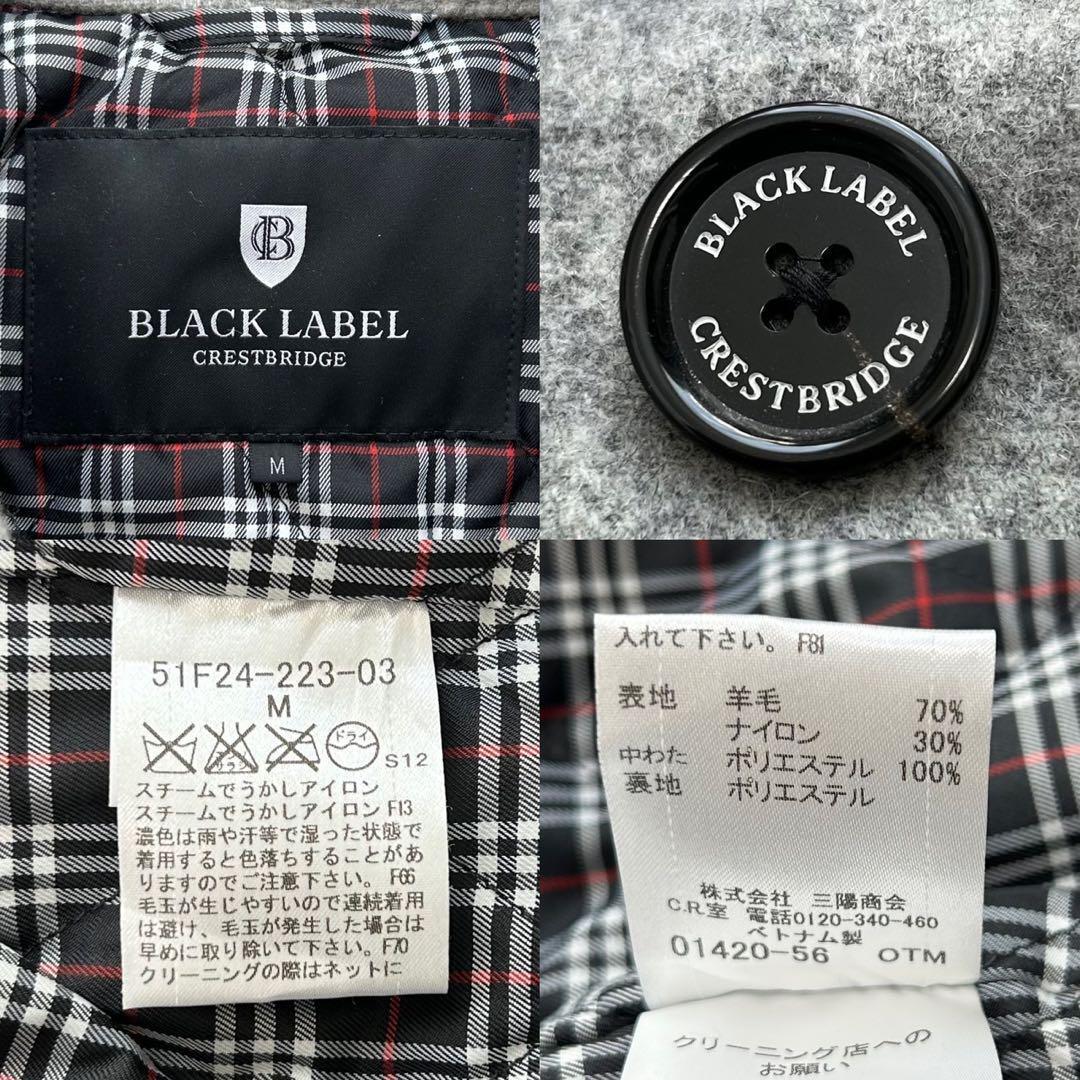 CB
BLACK LABEL
CRESTBRIDGE
M
BLACK LABEL
CRESTBRIDGE
51F24-223-03
M
サラシ
ドライ
S12
スチームでうかしアイロン
スチームでうかしアイロン F13
濃色は雨や汗等で湿った状態で
着用すると色落ちすることがあ
りますのでご注意下さい。 F66
毛玉が生じやすいので連続着用
は避け、毛玉が発生した場合は
早めに取り除いて下さい。F70
クリーニングの際はネットに
入れて下さい。F81
表地 羊毛 70%
ナイロン 30%
中わた ポリエステル 100%
裏地 ポリエステル
株式会社 三陽商会
C.R.室 電話0120-340-460
ベトナム製
01420-56 OTM
クリーニング店への
お願い